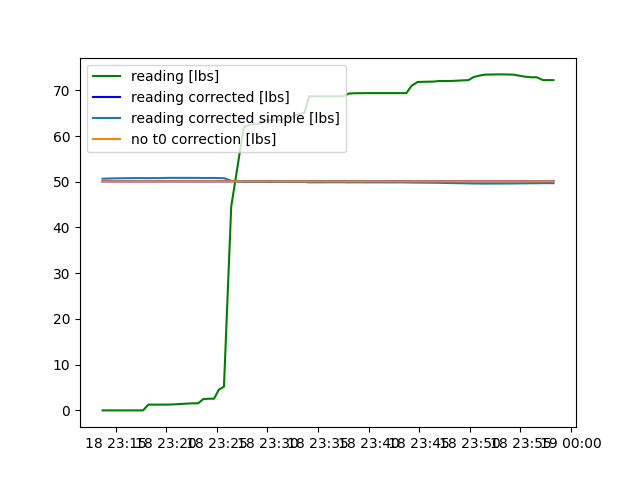 reading [lbs]
reading corrected [lbs]
reading corrected simple [lbs]
no t0 correction [lbs]
70
60
50
40
30
20
10
0
18 23:15 18 23:20 18 23:25 18 23:30 18 23:35 18 23:40 18 23:45 18 23:50 18 23:55 19 00:00